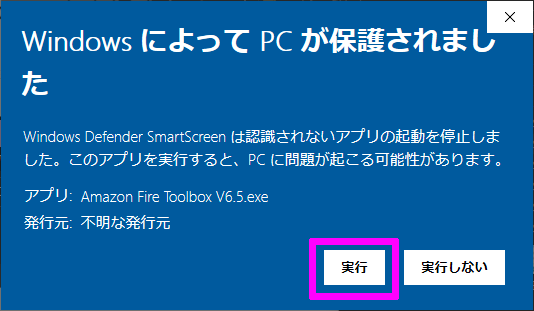 Windows によって PC が保護されまし
た
Windows Defender SmartScreen は認識されないアプリの起動を停止しま
した。このアプリを実行すると、PC に問題が起こる可能性があります。
アプリ: Amazon Fire Toolbox V6.5.exe
発行元: 不明な発行元
実行 実行しない